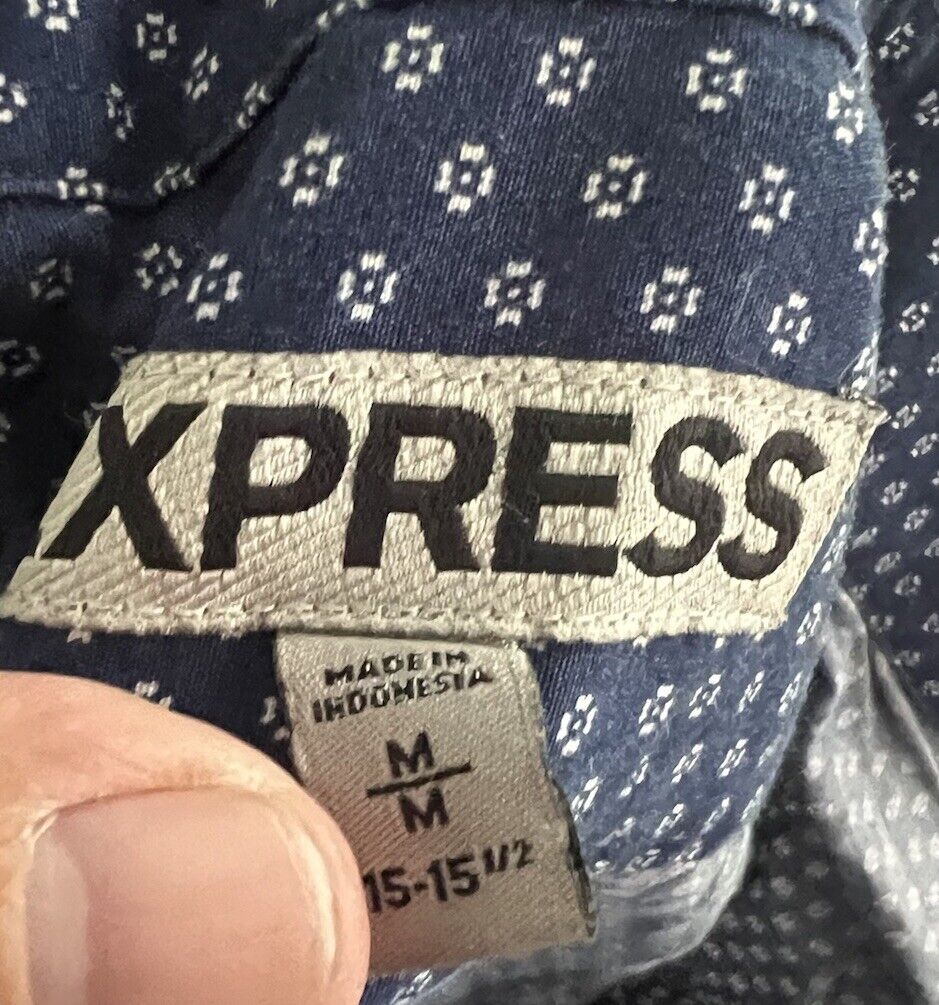 XPRESS
MADE IN
INDONESIA
M
M
15-15 1/2